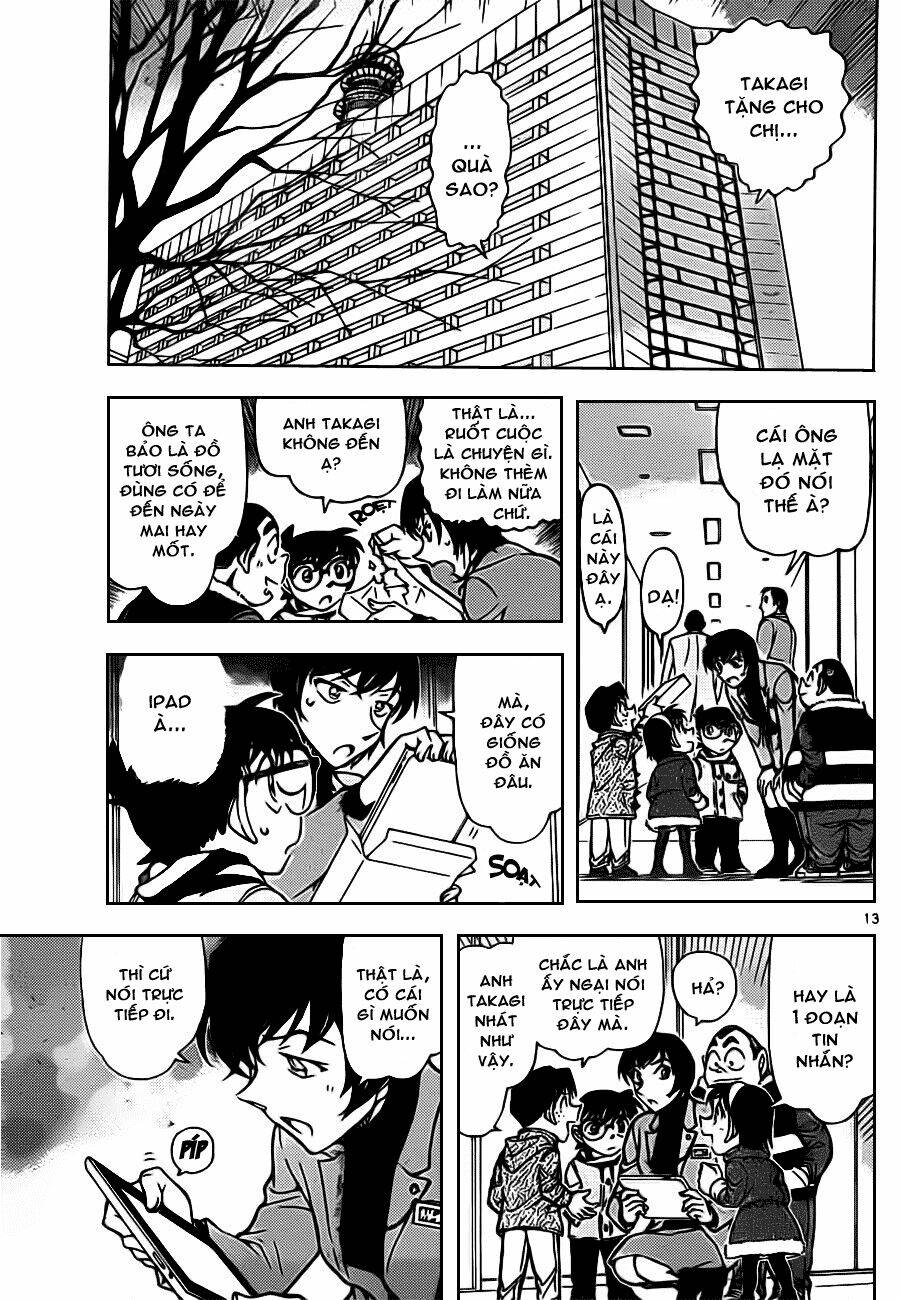 TAKAGI
TẶNG CHO
CHỊ...
...
QUÀ
SAO?
CÁI ÔNG
LẠ MẶT
ĐÓ NÓI
THẾ À?
DẠ!
LÀ
CÁI
NÀY
ĐÂY
Ạ.
THẬT LÀ...
RUỐT CUỘC
LÀ CHUYỆN GÌ.
KHÔNG THÈM
ĐI LÀM NỮA
CHỨ.
ROẸT
ANH TAKAGI
KHÔNG ĐẾN
Ạ?
ÔNG TA
BẢO LÀ ĐỒ
TƯƠI SỐNG,
ĐỪNG CÓ ĐỂ
ĐẾN NGÀY
MAI HAY
MỐT.
MÀ,
ĐÂY CÓ
GIỐNG
ĐỒ ĂN
ĐÂU.
SOẠT
IPAD
À...
13
HAY LÀ
1 ĐOẠN
TIN
NHẮN?
HẢ?
CHẮC LÀ ANH
ẤY NGẠI NÓI
TRỰC TIẾP
ĐÂY MÀ.
ANH
TAKAGI
NHẤT
NHƯ
VẬY.
THẬT LÀ,
CÓ CÁI
GÌ MUỐN
NÓI...
THÌ CỨ
NÓI TRỰC
TIẾP ĐI.
PÍP